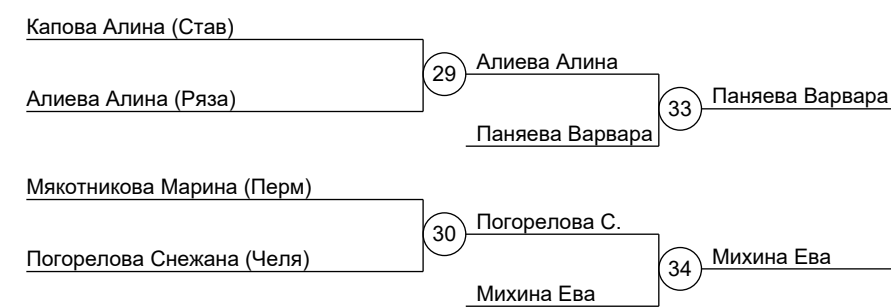 Капова Алина (Став)
29
Алиева Алина
Алиева Алина (Ряза)
33
Паняева Варвара
Паняева Варвара
Мякотникова Марина (Перм)
30
Погорелова С.
Погорелова Снежана (Челя)
34
Михина Ева
Михина Ева